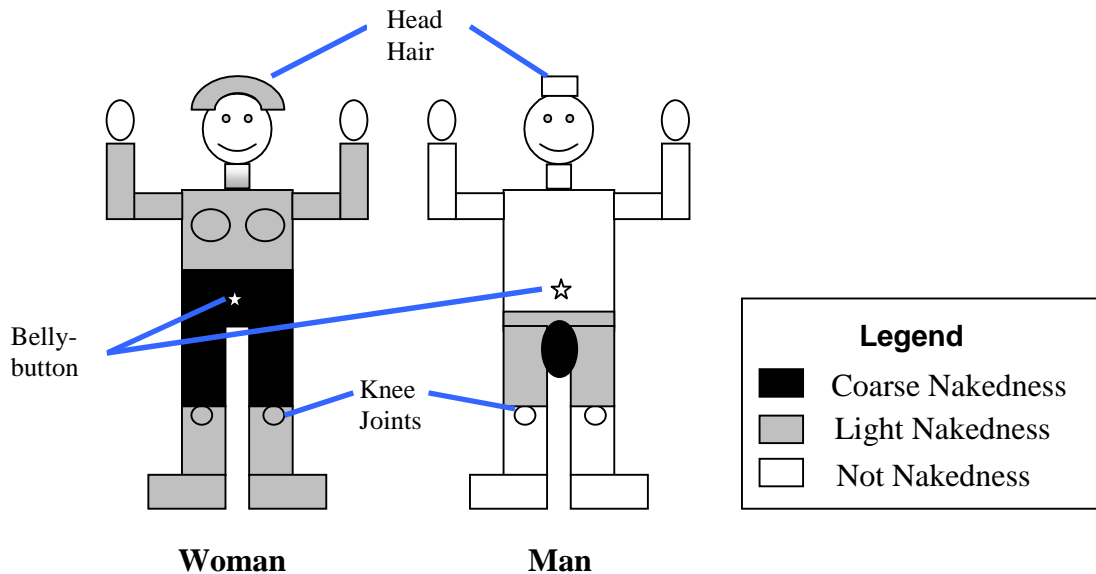 Head
Hair
Belly-
button
Knee
Joints
Legend
Coarse Nakedness
Light Nakedness
Not Nakedness
Woman
Man